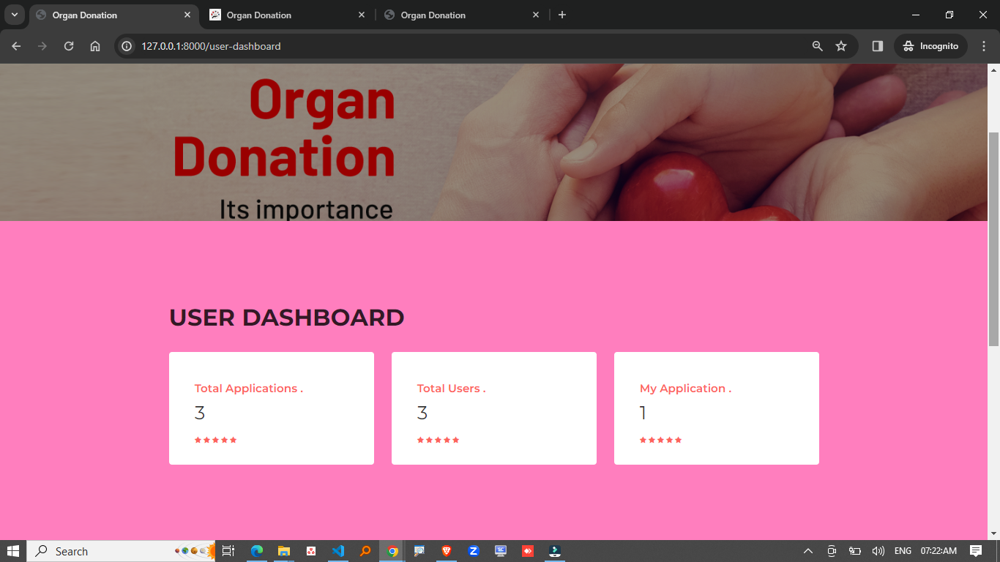 Organ Donation
Organ Donation
Organ Donation
127.0.0.1:8000/user-dashboard
Incognito
Organ
Donation
Its importance
USER DASHBOARD
Total Applications .
3
Total Users .
3
My Application .
1
Search
ENG
07:22:AM